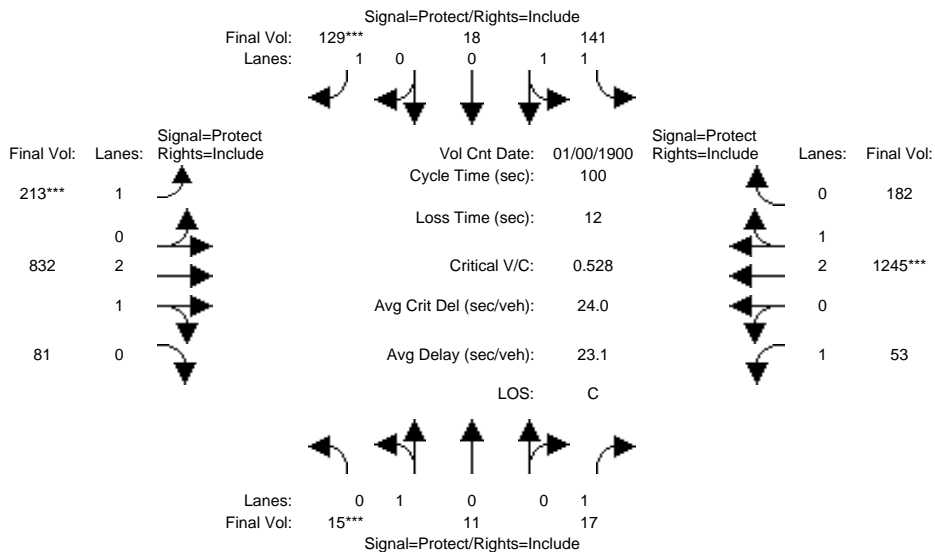 Signal=Protect/Rights=Include
Final Vol: 129*** 18 141
Lanes: 1 0 0 1 1
Signal=Protect Signal=Protect
Final Vol: Lanes: Rights=Include Vol Cnt Date: 01/00/1900 Rights=Include Lanes: Final Vol:
Cycle Time (sec): 100
213*** 1 0 182
Loss Time (sec): 12
0 1
832 2 Critical V/C: 0.528 2 1245***
1 Avg Crit Del (sec/veh): 24.0 0
81 0 Avg Delay (sec/veh): 23.1 1 53
LOS: C
Lanes: 0 1 0 0 1
Final Vol: 15*** 11 17
Signal=Protect/Rights=Include